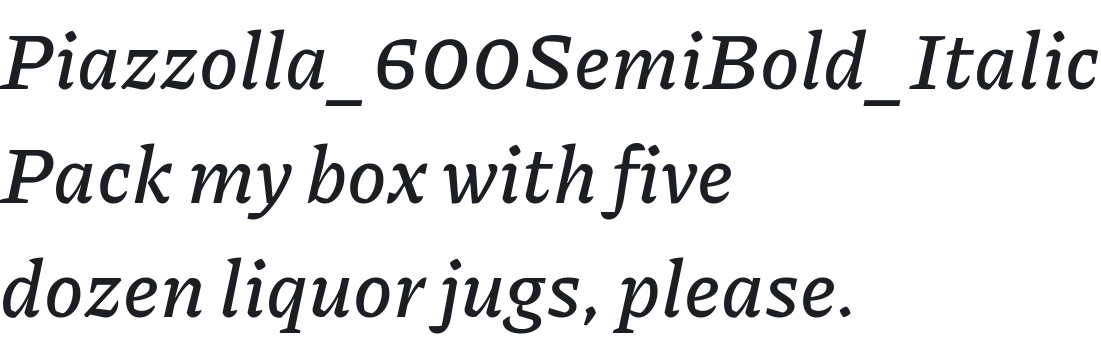 Piazzolla_600SemiBold_Italic
Pack my box with five
dozen liquor jugs, please.